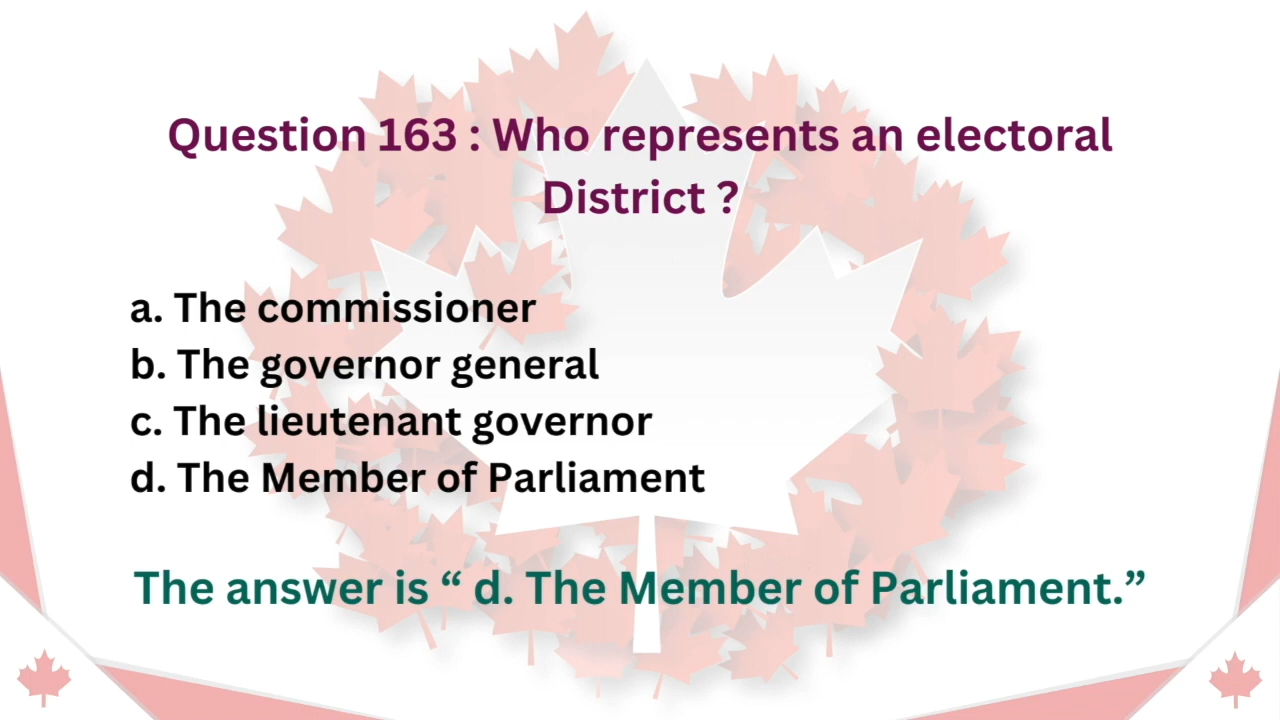 Question 163 : Who represents an electoral
District ?
a. The commissioner
b. The governor general
c. The lieutenant governor
d. The Member of Parliament
The answer is “ d. The Member of Parliament.”